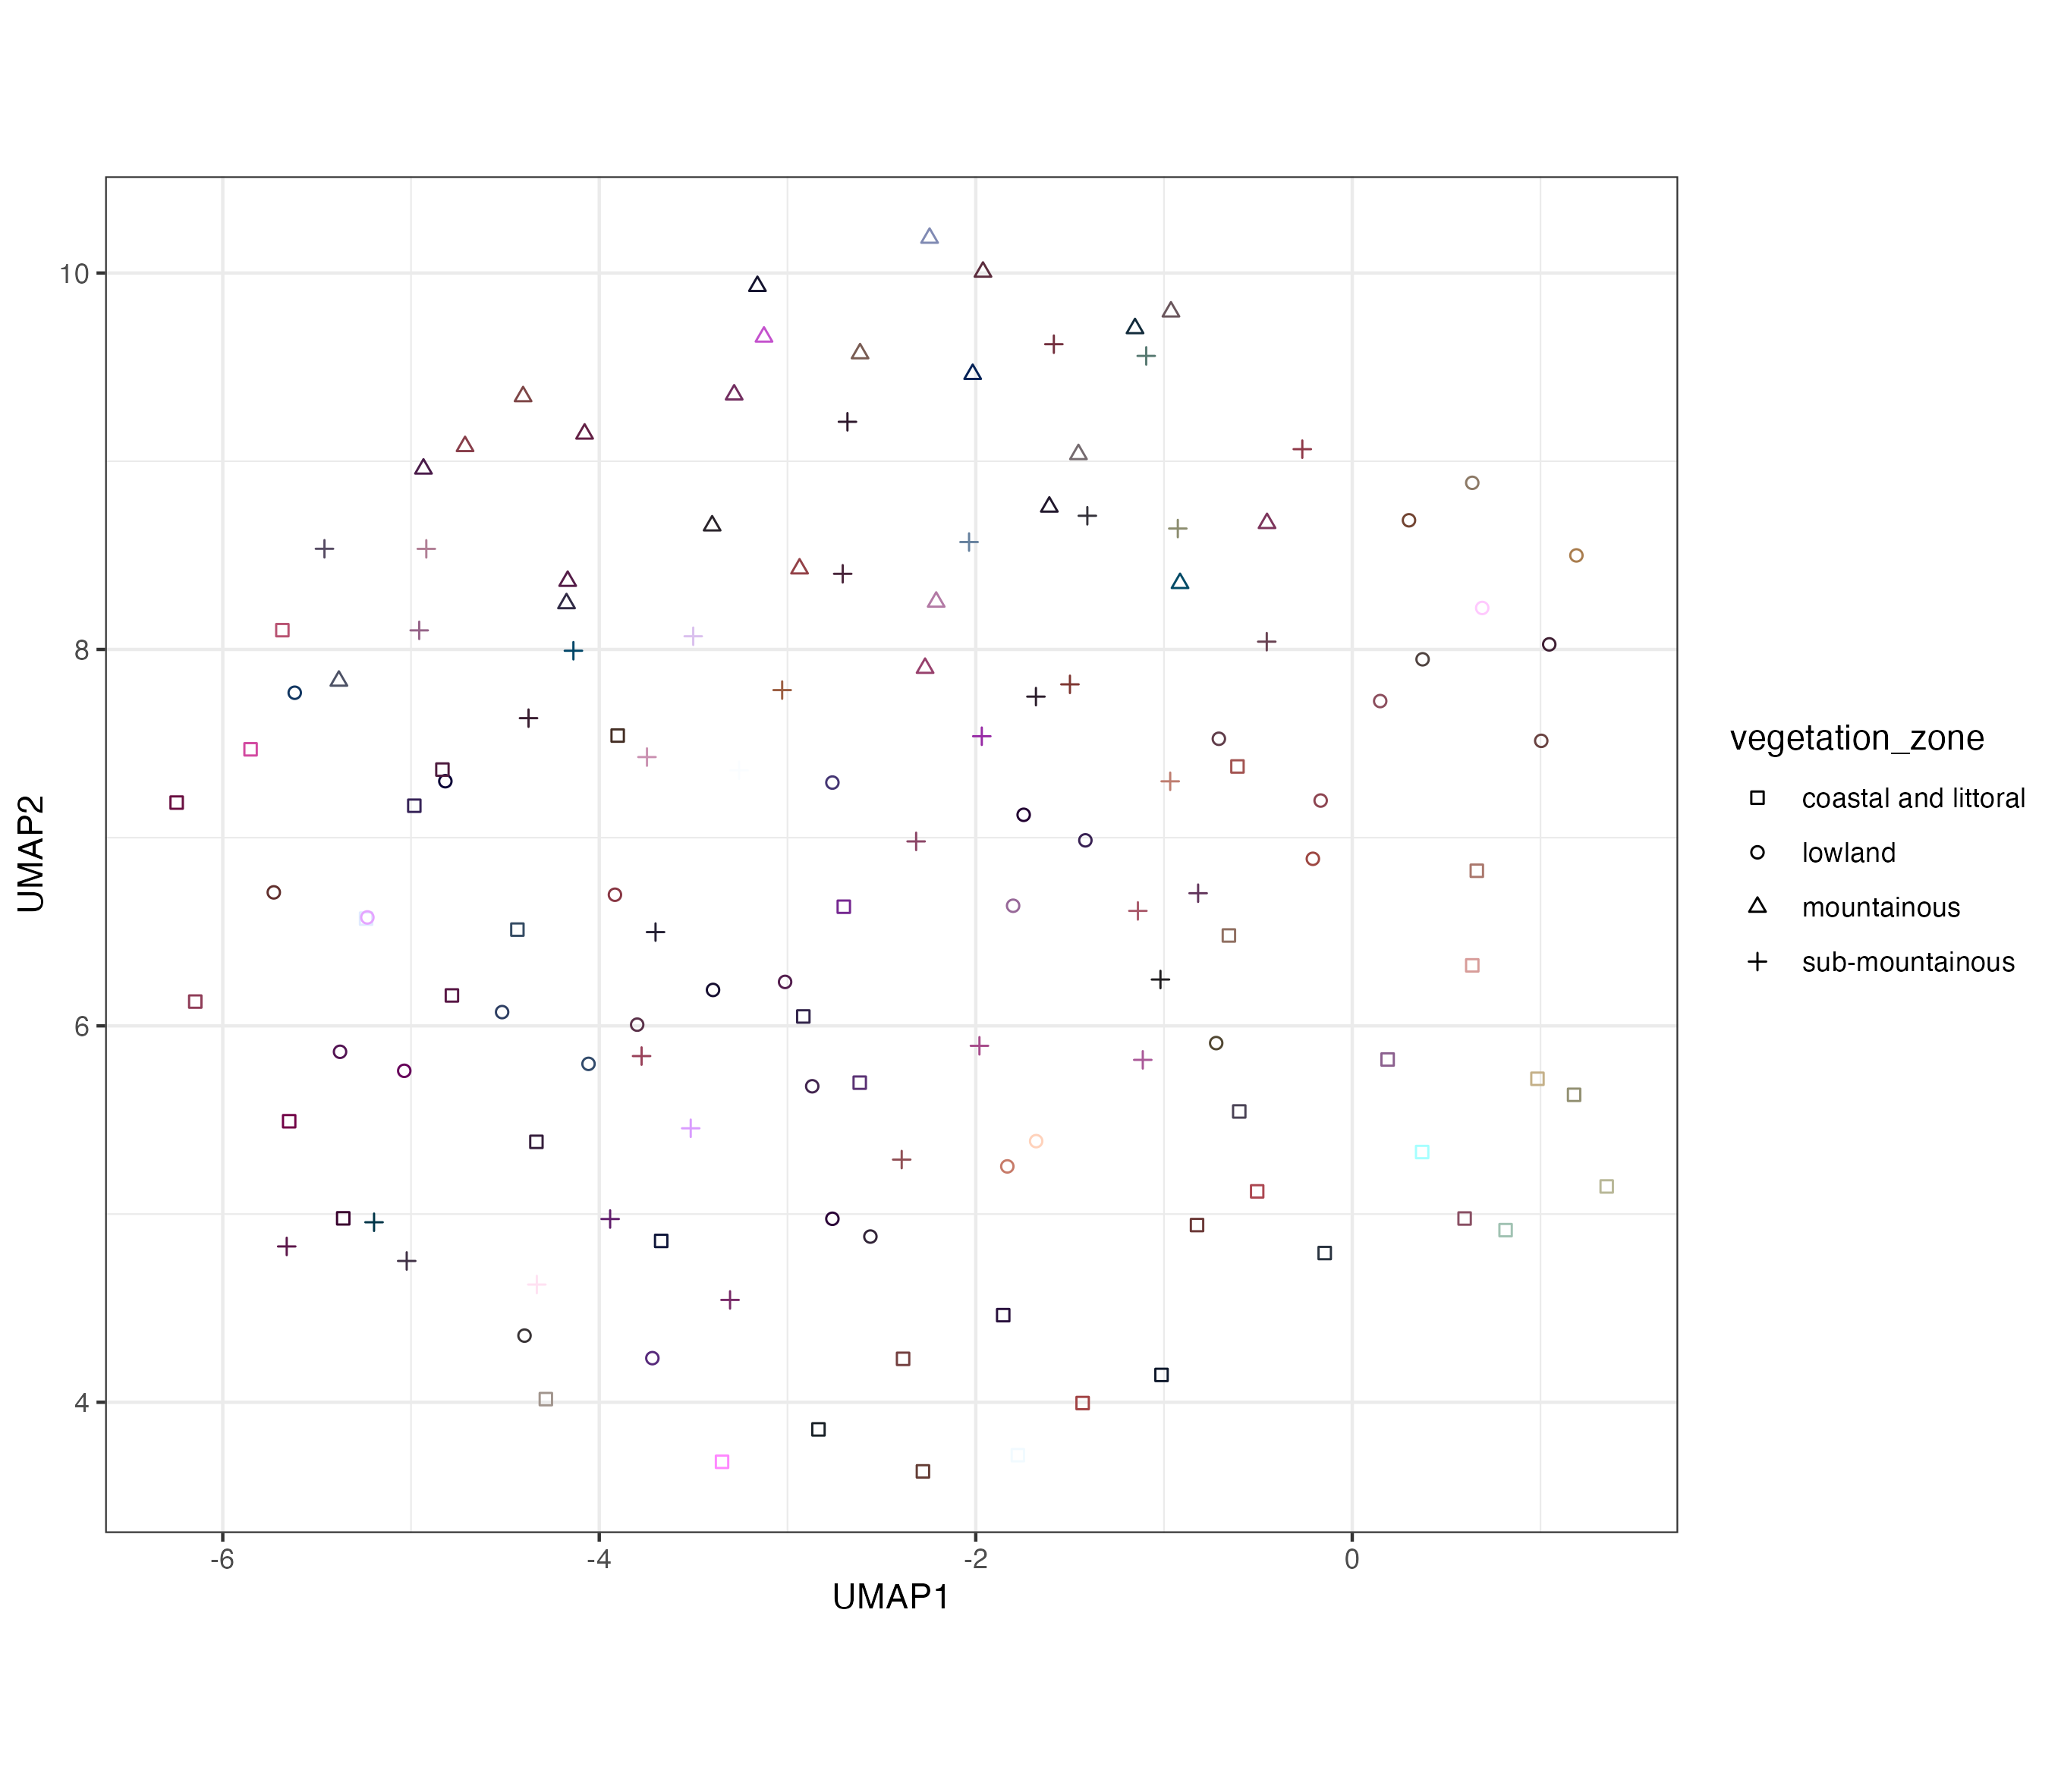 10
8
6
4
UMAP2
-6
-4
-2
0
UMAP1
vegetation_zone
coastal and littoral
lowland
mountainous
sub-mountainous